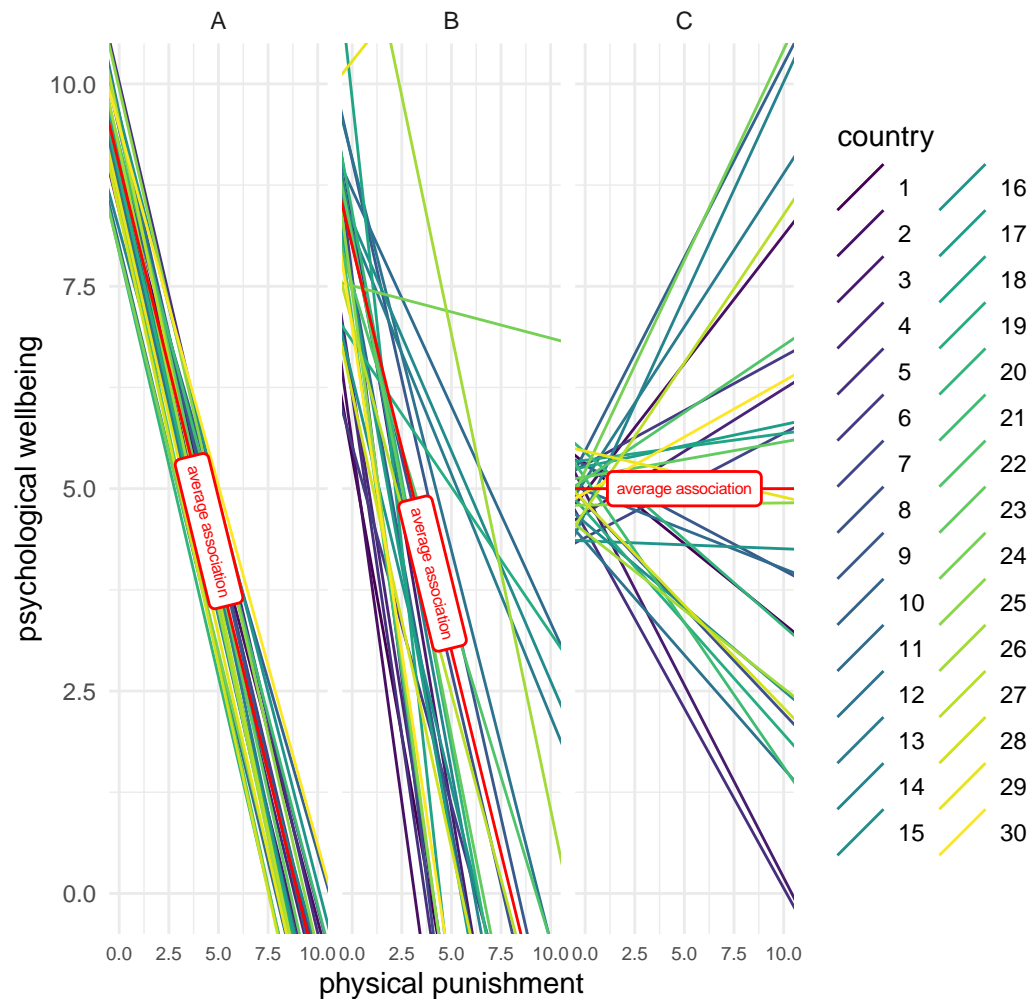 A B C
10.0
7.5
5.0
2.5
0.0
psychological wellbeing
average association
average association
average association
0.0 2.5 5.0 7.5 10.0 0.0 2.5 5.0 7.5 10.0 0.0 2.5 5.0 7.5 10.0
physical punishment
country
1 16
2 17
3 18
4 19
5 20
6 21
7 22
8 23
9 24
10 25
11 26
12 27
13 28
14 29
15 30